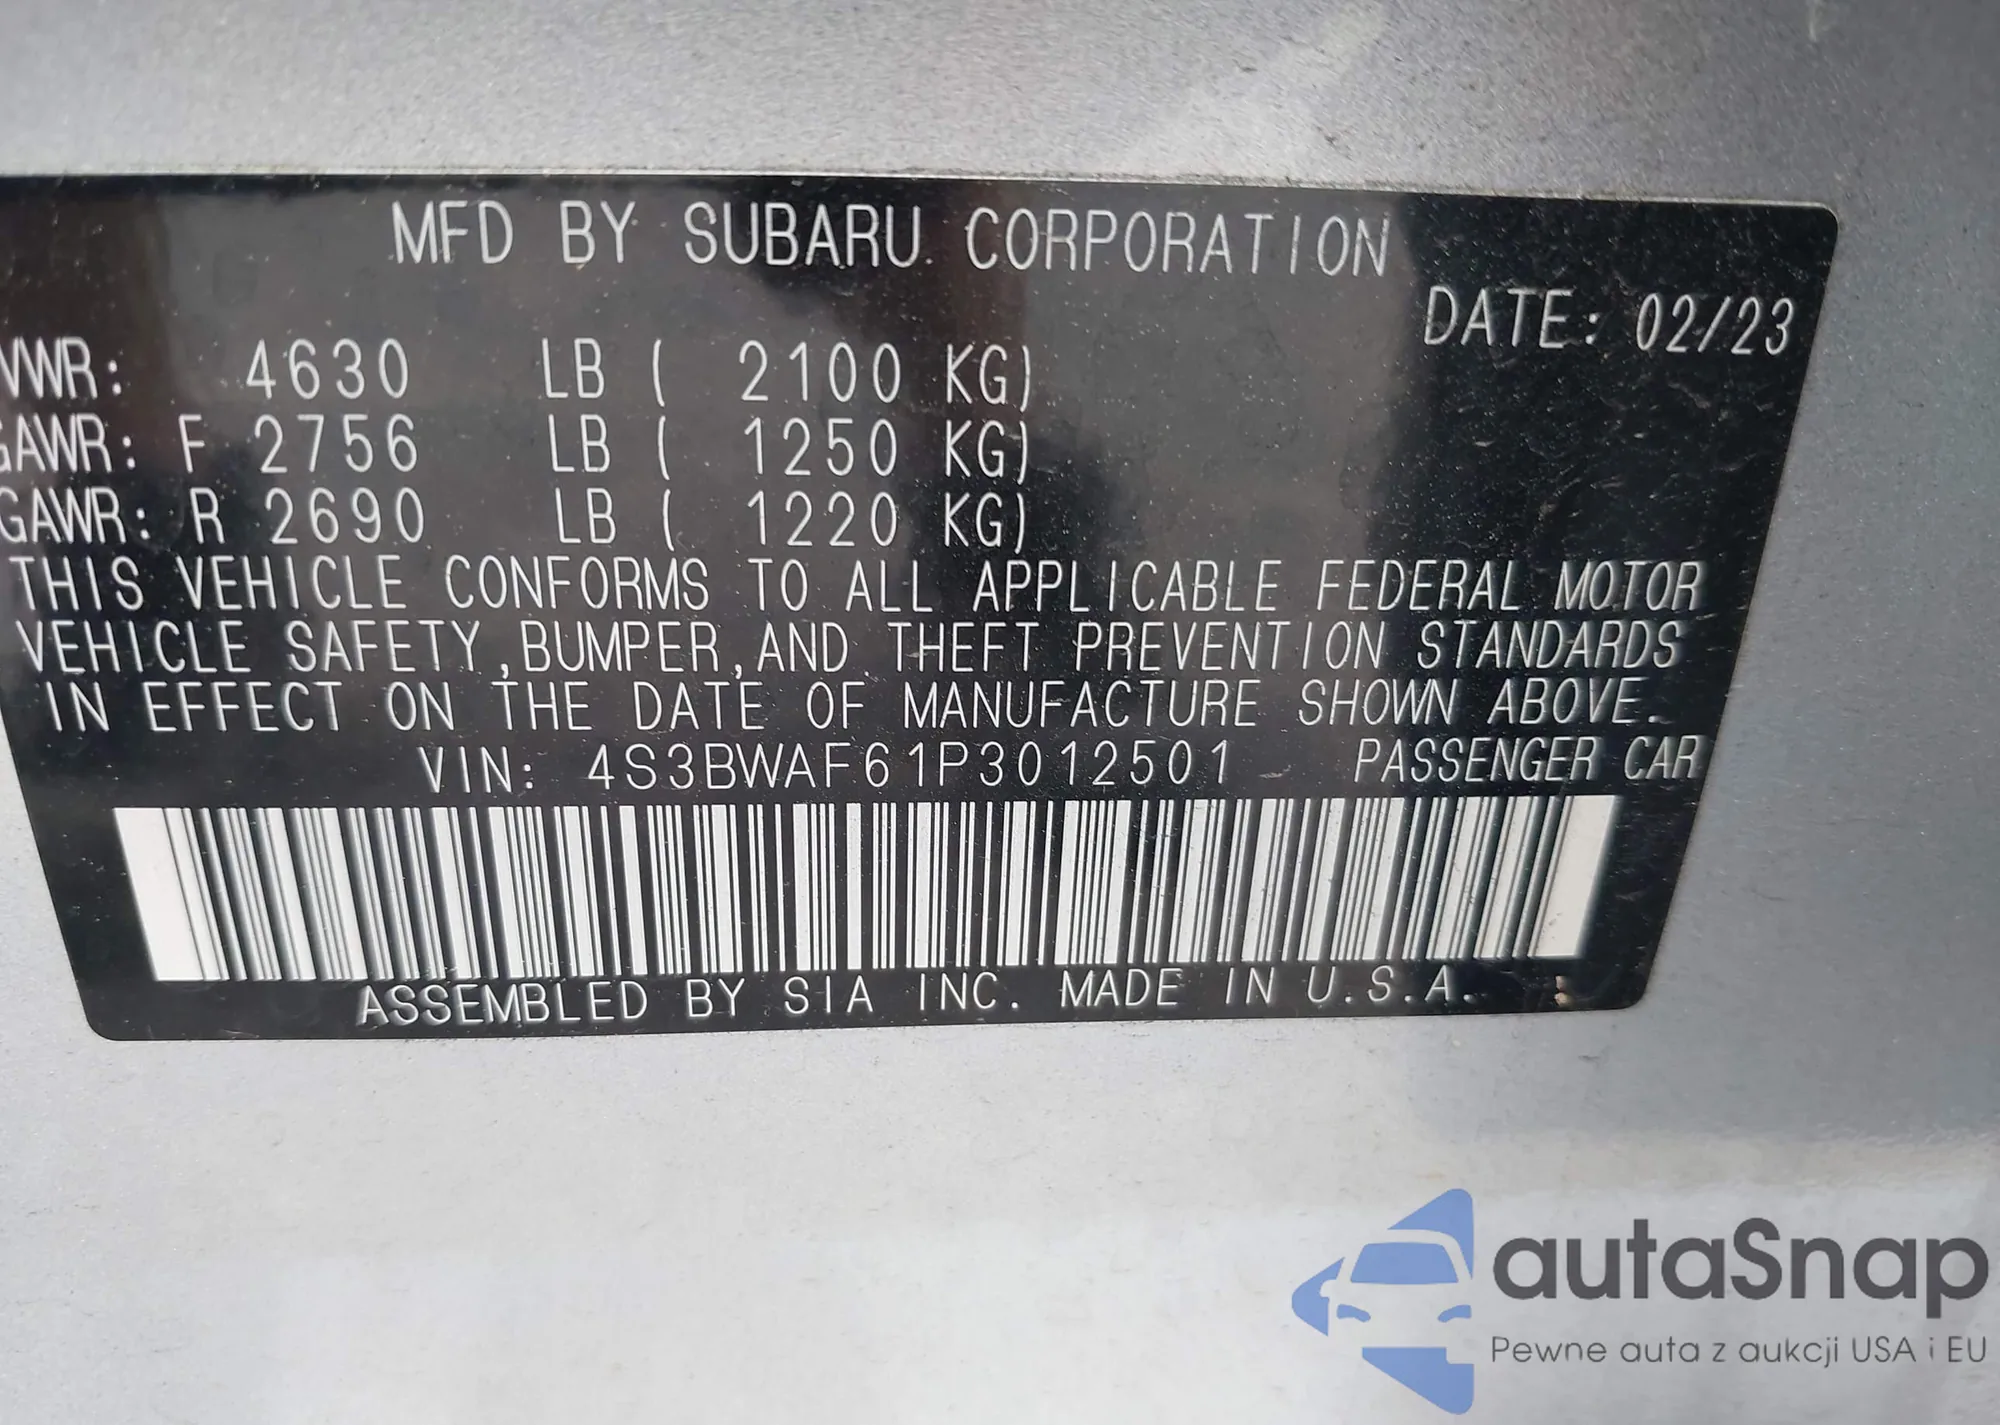 MFD BY SUBARU CORPORATION
DATE: 02/23
VWR: 4630 LB ( 2100 KG)
GAWR: F 2756 LB ( 1250 KG)
GAWR: R 2690 LB ( 1220 KG)
THIS VEHICLE CONFORMS TO ALL APPLICABLE FEDERAL MOTOR
VEHICLE SAFETY,BUMPER,AND THEFT PREVENTION STANDARDS
IN EFFECT ON THE DATE OF MANUFACTURE SHOWN ABOVE.
VIN: 4S3BWAF61P3012501 PASSENGER CAR
ASSEMBLED BY SIA INC. MADE IN U.S.A.
autaSnap
Pewne auta z aukcji USA i EU